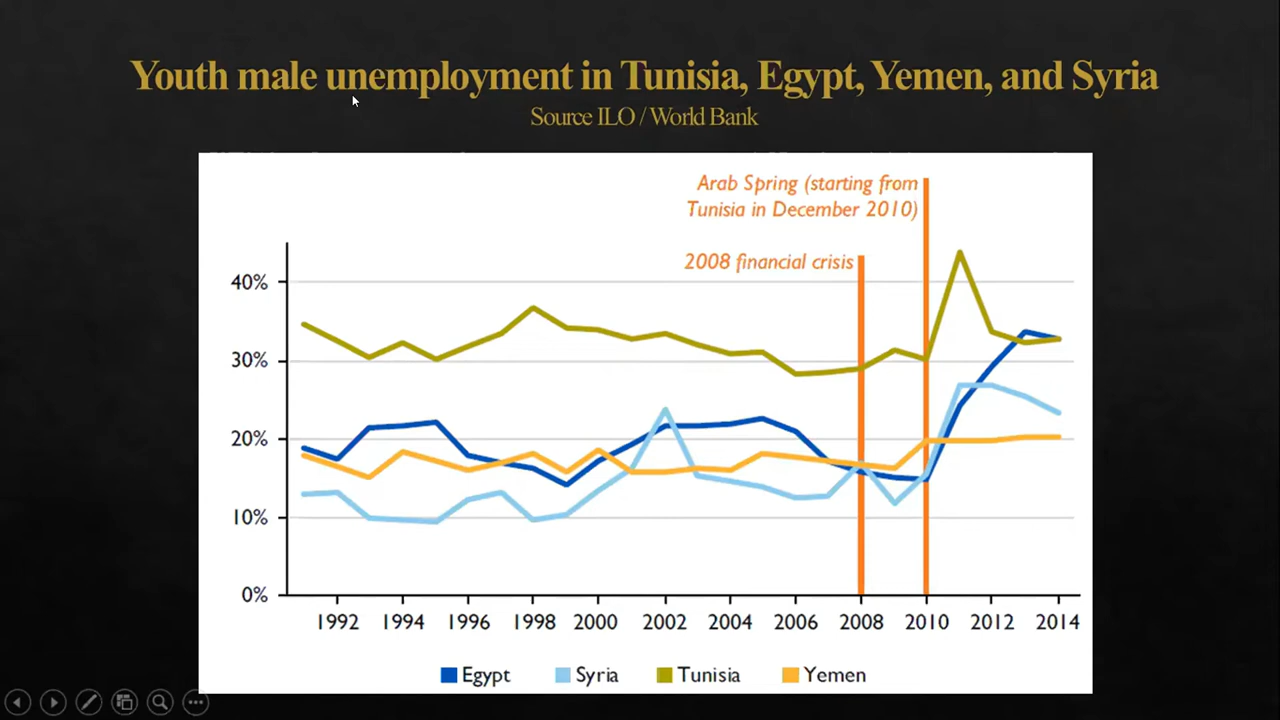 Youth male unemployment in Tunisia, Egypt, Yemen, and Syria
Source ILO / World Bank
Arab Spring (starting from
Tunisia in December 2010)
2008 financial crisis
40%
30%
20%
10%
0%
1992 1994 1996 1998 2000 2002 2004 2006 2008 2010 2012 2014
Egypt Syria Tunisia Yemen